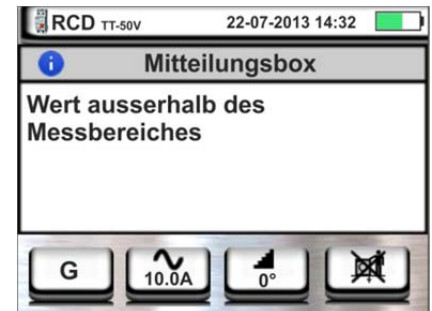 RCD TT-50V 22-07-2013 14:32
Mitteilungsbox
Wert ausserhalb des
Messbereiches
G 10.0A 0°